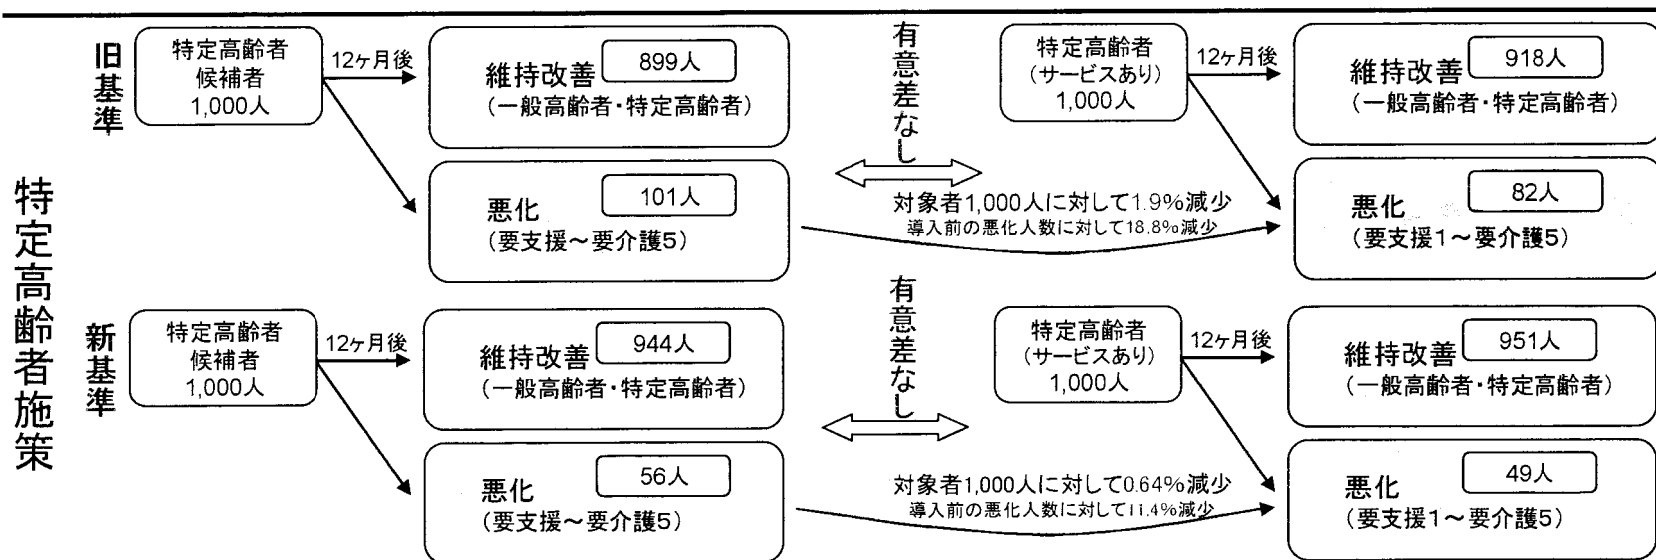 特定高齢者施策
旧基準
特定高齢者
候補者
1,000人
12ヶ月後
維持改善 899人
(一般高齢者・特定高齢者)
悪化 101人
(要支援~要介護5)
有意差なし
対象者1,000人に対して1.9%減少
導入前の悪化人数に対して18.8%減少
特定高齢者
(サービスあり)
1,000人
12ヶ月後
維持改善 918人
(一般高齢者・特定高齢者)
悪化 82人
(要支援1~要介護5)
新基準
特定高齢者
候補者
1,000人
12ヶ月後
維持改善 944人
(一般高齢者・特定高齢者)
悪化 56人
(要支援~要介護5)
有意差なし
対象者1,000人に対して0.64%減少
導入前の悪化人数に対して11.4%減少
特定高齢者
(サービスあり)
1,000人
12ヶ月後
維持改善 951人
(一般高齢者・特定高齢者)
悪化 49人
(要支援1~要介護5)